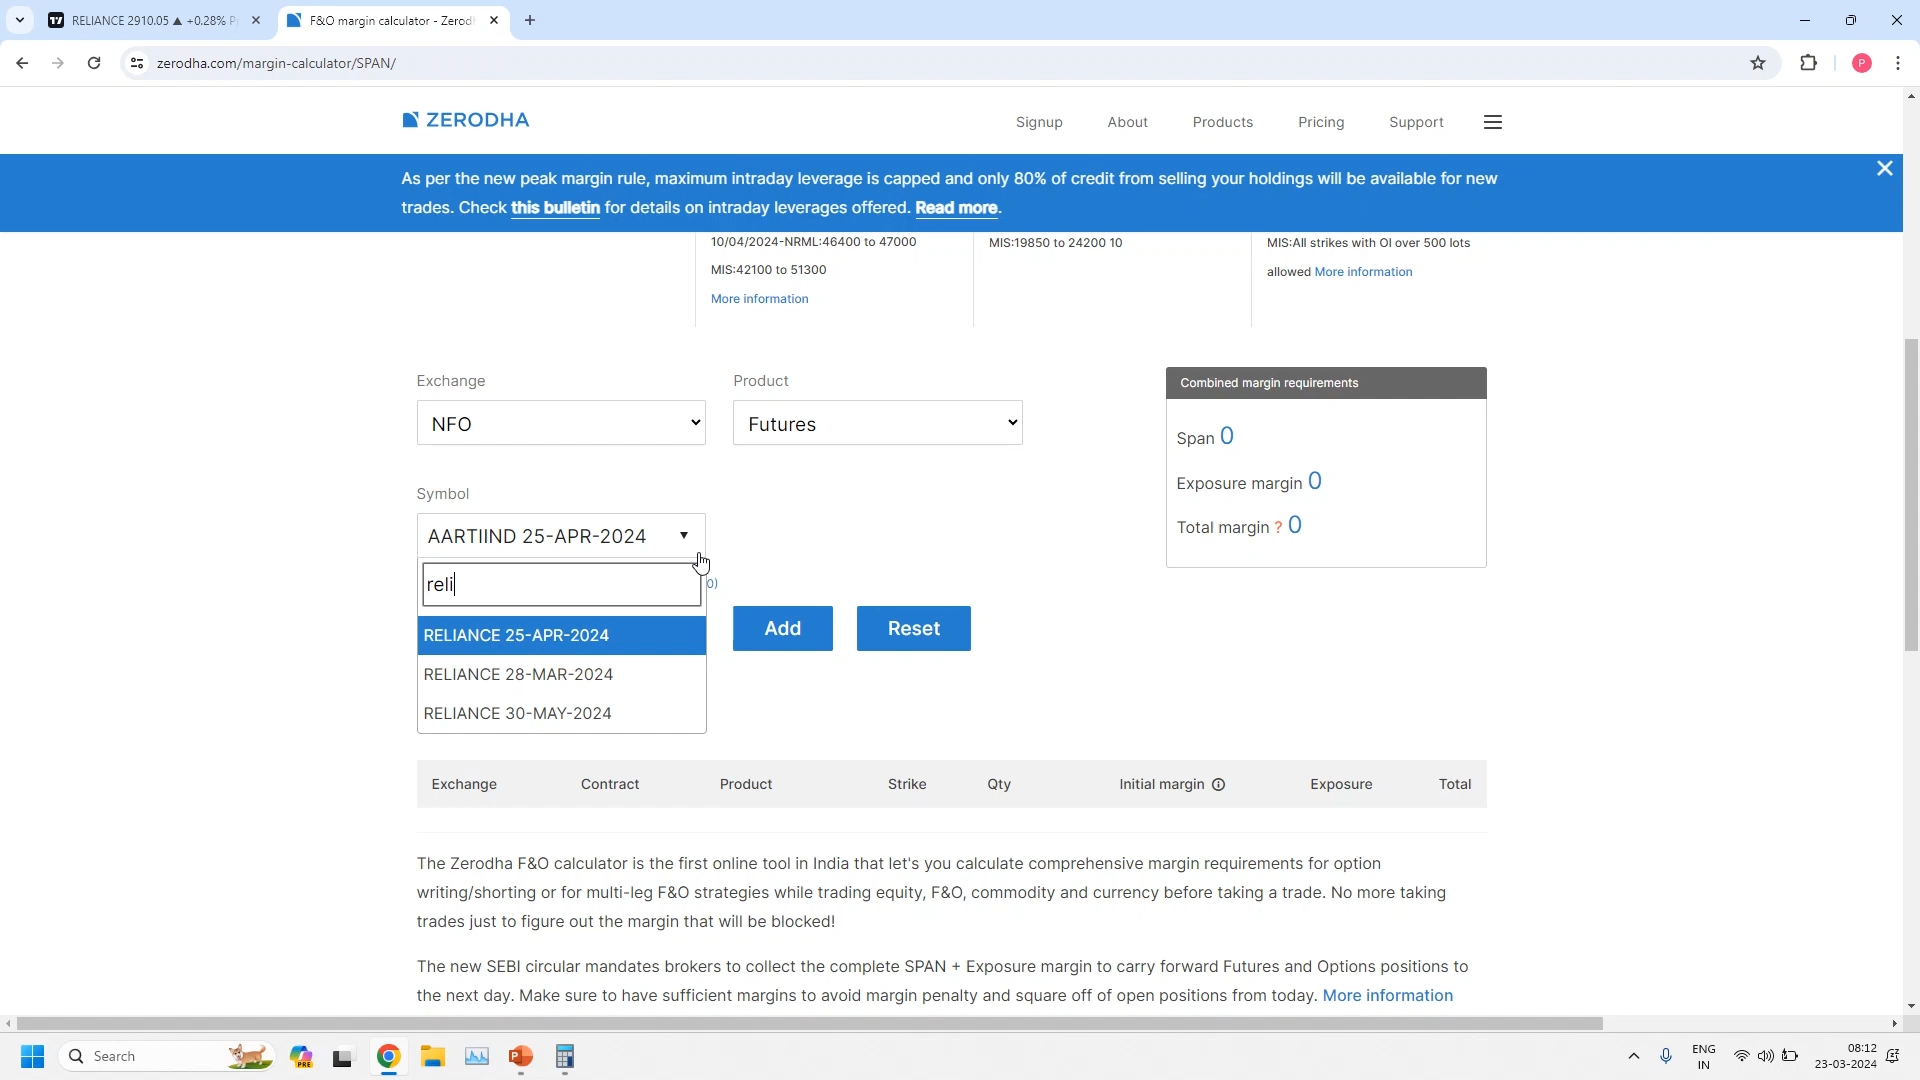 RELIANCE 2910.05 ▲ +0.28%
F&O margin calculator - Zerod
zerodha.com/margin-calculator/SPAN/
P
ZERODHA
Signup About Products Pricing Support
As per the new peak margin rule, maximum intraday leverage is capped and only 80% of credit from selling your holdings will be available for new
trades. Check this bulletin for details on intraday leverages offered. Read more.
10/04/2024-NRML:46400 to 47000
MIS:42100 to 51300
More information
MIS:19850 to 24200 10
MIS:All strikes with OI over 500 lots
allowed More information
Exchange
NFO
Product
Futures
Symbol
AARTIIND 25-APR-2024
reli
0)
RELIANCE 25-APR-2024
RELIANCE 28-MAR-2024
RELIANCE 30-MAY-2024
Add Reset
Combined margin requirements
Span 0
Exposure margin 0
Total margin ? 0
Exchange Contract Product Strike Qty Initial margin Exposure Total
The Zerodha F&O calculator is the first online tool in India that let's you calculate comprehensive margin requirements for option
writing/shorting or for multi-leg F&O strategies while trading equity, F&O, commodity and currency before taking a trade. No more taking
trades just to figure out the margin that will be blocked!
The new SEBI circular mandates brokers to collect the complete SPAN + Exposure margin to carry forward Futures and Options positions to
the next day. Make sure to have sufficient margins to avoid margin penalty and square off of open positions from today. More information
Search
PRE
ENG
IN
08:12
23-03-2024